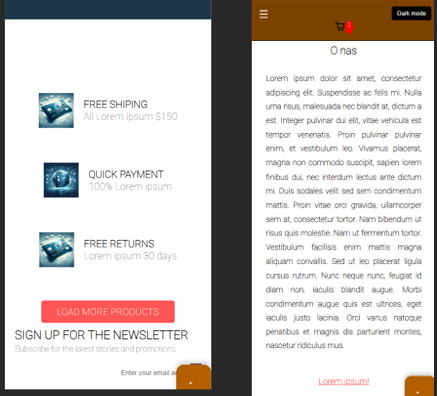 FREE SHIPING
All Lorem ipsum $150
QUICK PAYMENT
100% Lorem ipsum
FREE RETURNS
Lorem ipsum 30 days
LOAD MORE PRODUCTS
SIGN UP FOR THE NEWSLETTER
Subscribe for the latest stories and promotions
Enter your email
Dark mode
O nas
Lorem ipsum dolor sit amet, consectetur
adipiscing elit. Suspendisse ac felis mi. Nulla
urna risus, malesuada nec blandit at, dictum a
est. Integer pulvinar dui elit, vitae vehicula est
tempor venenatis. Proin pulvinar pulvinar
enim, et vestibulum leo. Vivamus placerat,
magna non commodo suscipit, sapien lorem
finibus dui, nec interdum lectus ante dictum
mi. Duis sodales velit sed sem condimentum
mattis. Proin vitae orci gravida, ullamcorper
sem at, consectetur tortor. Nam bibendum ut
risus quis molestie. Nam ut fermentum tortor.
Vestibulum facilisis enim mattis magna
aliquam convallis. Sed ut leo placerat ligula
cursus rutrum. Nunc neque nunc, feugiat id
diam non, iaculis blandit augue. Morbi
condimentum augue quis est ultrices, eget
iaculis justo lacinia. Orci varius natoque
penatibus et magnis dis parturient montes,
nascetur ridiculus mus.
Lorem ipsum!